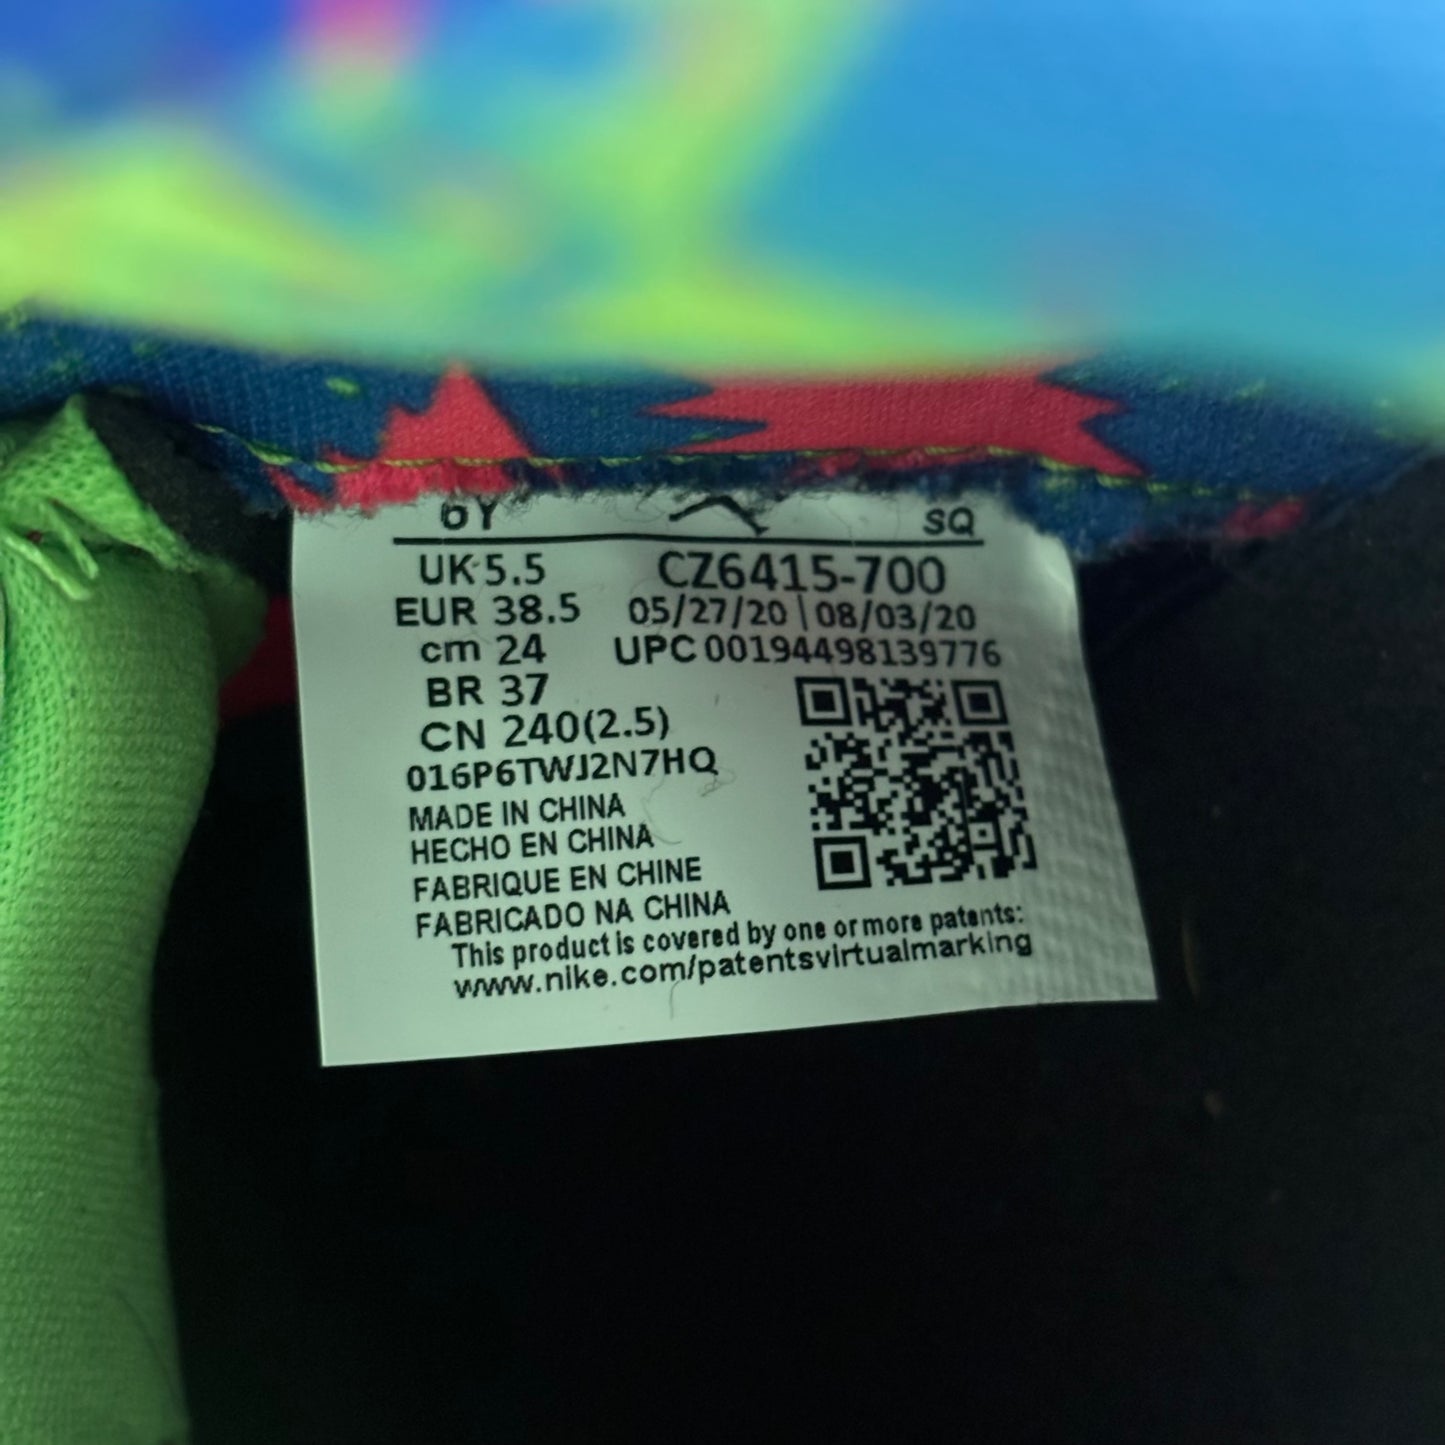 6Y SQ
UK 5.5 CZ6415-700
EUR 38.5 05/27/20 | 08/03/20
cm 24 UPC 00194498139776
BR 37
CN 240(2.5)
016P6TWJ2N7HQ
MADE IN CHINA
HECHO EN CHINA
FABRIQUE EN CHINE
FABRICADO NA CHINA
This product is covered by one or more patents:
www.nike.com/patentsvirtualmarking